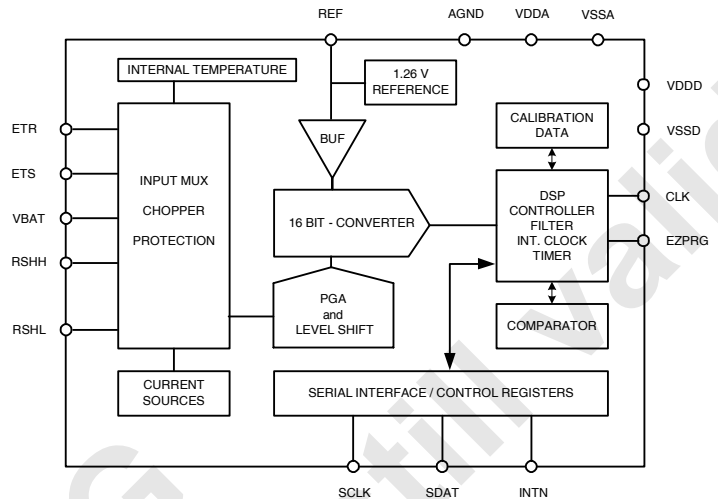 REF
AGND
VDDA
VSSA
INTERNAL TEMPERATURE
1.26 V
REFERENCE
VDDD
ETR
CALIBRATION
DATA
VSSD
BUF
ETS
INPUT MUX
CHOPPER
PROTECTION
16 BIT - CONVERTER
DSP
CONTROLLER
FILTER
INT. CLOCK
TIMER
CLK
VBAT
EZPRG
RSHH
PGA
and
LEVEL SHIFT
COMPARATOR
RSHL
CURRENT
SOURCES
SERIAL INTERFACE / CONTROL REGISTERS
SCLK
SDAT
INTN
G
still valid